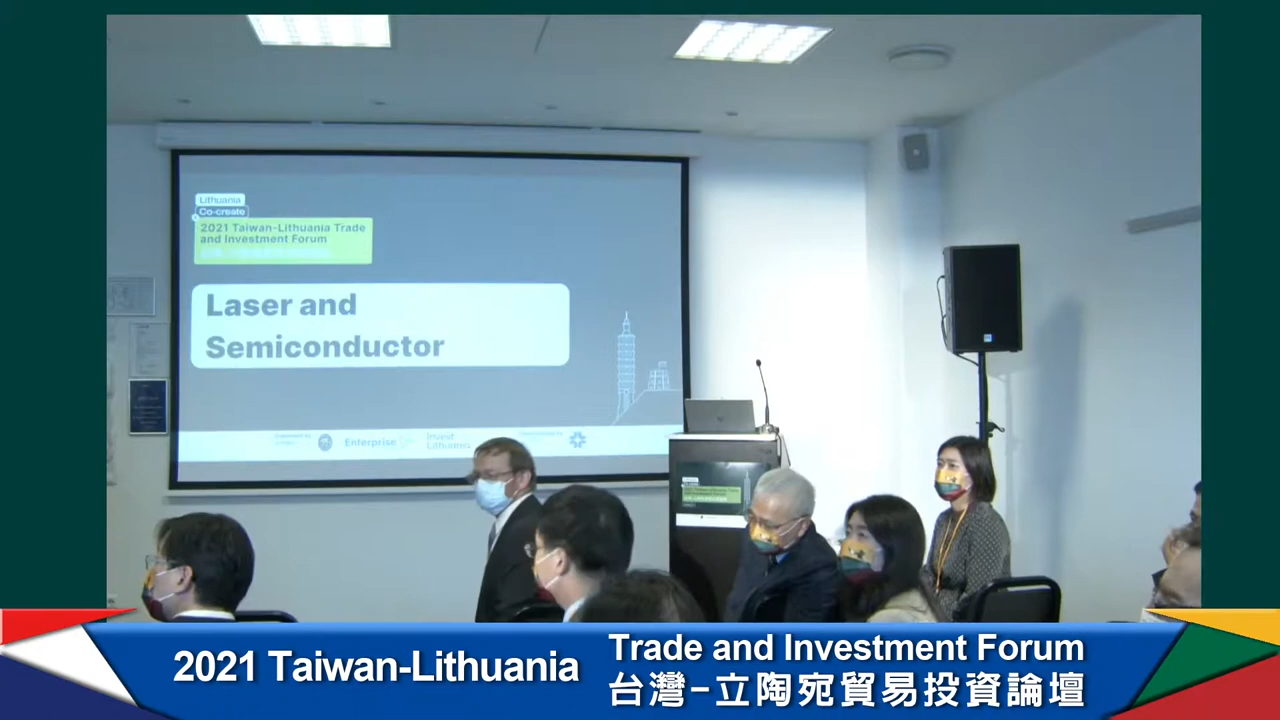 Lithuania
Co-create
2021 Taiwan-Lithuania Trade
and Investment Forum
Laser and
Semiconductor
Enterprise
Invest
Lithuania
2021 Taiwan-Lithuania
Trade and Investment Forum
台灣-立陶宛貿易投資論壇